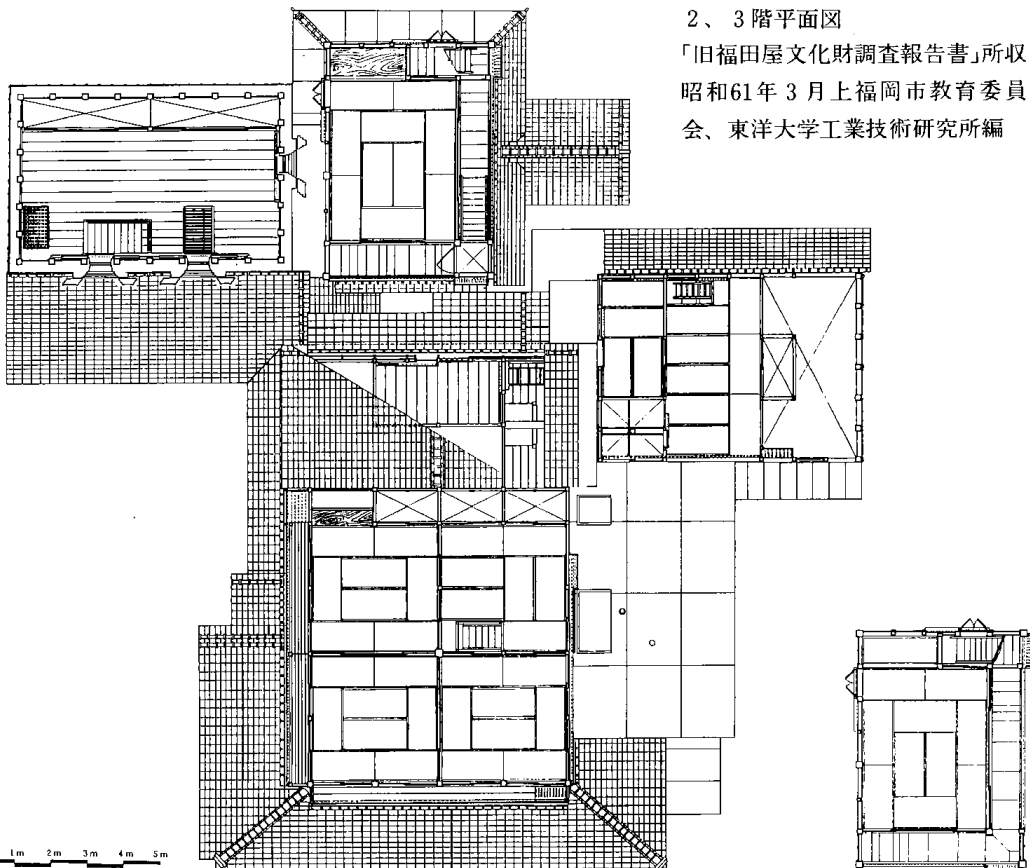 2、3階平面図
「旧福田屋文化財調査報告書」所収
昭和61年3月上福岡市教育委員
会、東洋大学工業技術研究所編
1m 2m 3m 4m 5m